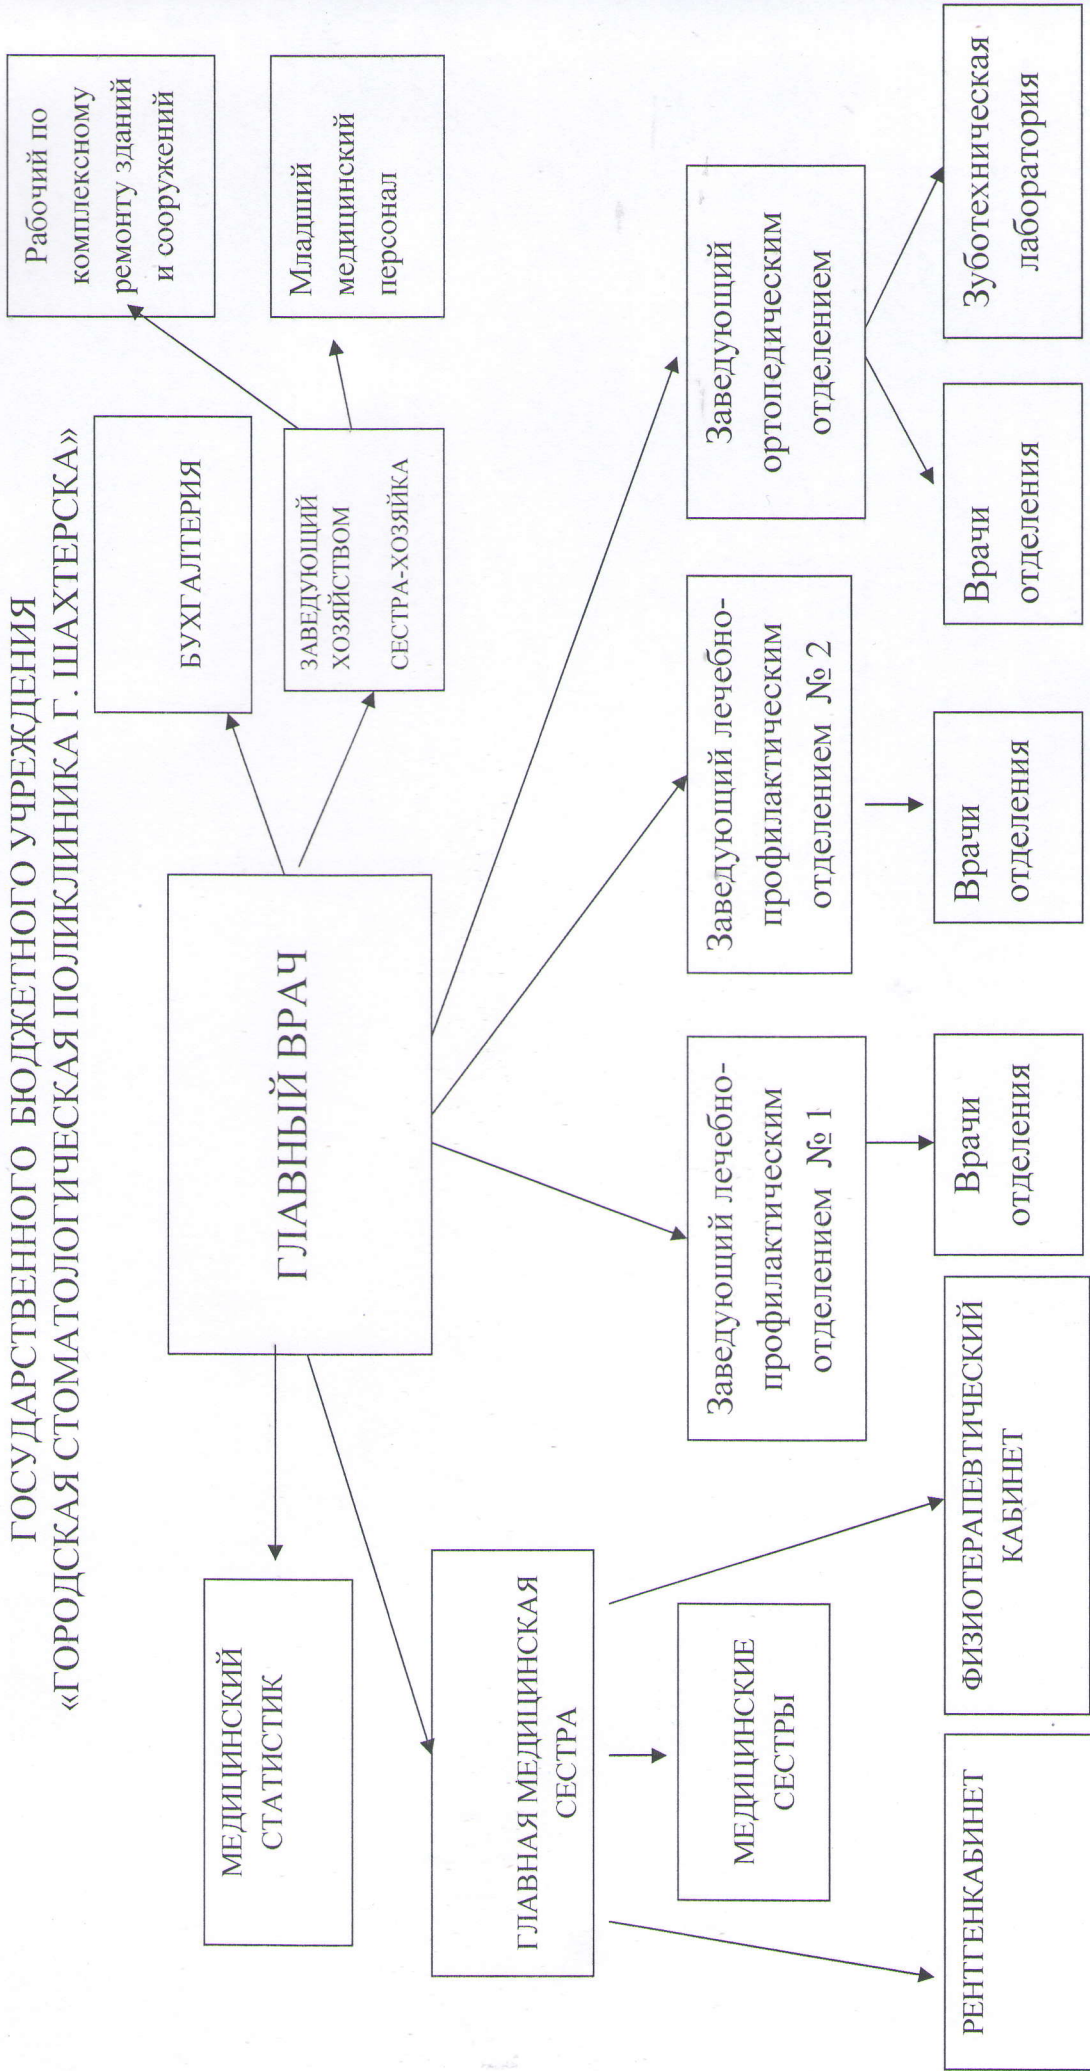 ГОСУДАРСТВЕННОГО БЮДЖЕТНОГО УЧРЕЖДЕНИЯ
«ГОРОДСКАЯ СТОМАТОЛОГИЧЕСКАЯ ПОЛИКЛИНИКА Г. ШАХТЕРСКА»
ГЛАВНЫЙ ВРАЧ
МЕДИЦИНСКИЙ
СТАТИСТИК
БУХГАЛТЕРИЯ
ЗАВЕДУЮЩИЙ
ХОЗЯЙСТВОМ
СЕСТРА-ХОЗЯЙКА
Рабочий по
комплексному
ремонту зданий
и сооружений
Младший
медицинский
персонал
ГЛАВНАЯ МЕДИЦИНСКАЯ
СЕСТРА
МЕДИЦИНСКИЕ
СЕСТРЫ
Заведующий лечебно-
профилактическим
отделением № 1
Заведующий лечебно-
профилактическим
отделением № 2
Заведующий
ортопедическим
отделением
РЕНТГЕНКАБИНЕТ
ФИЗИОТЕРАПЕВТИЧЕСКИЙ
КАБИНЕТ
Врачи
отделения
Врачи
отделения
Врачи
отделения
Зуботехническая
лаборатория